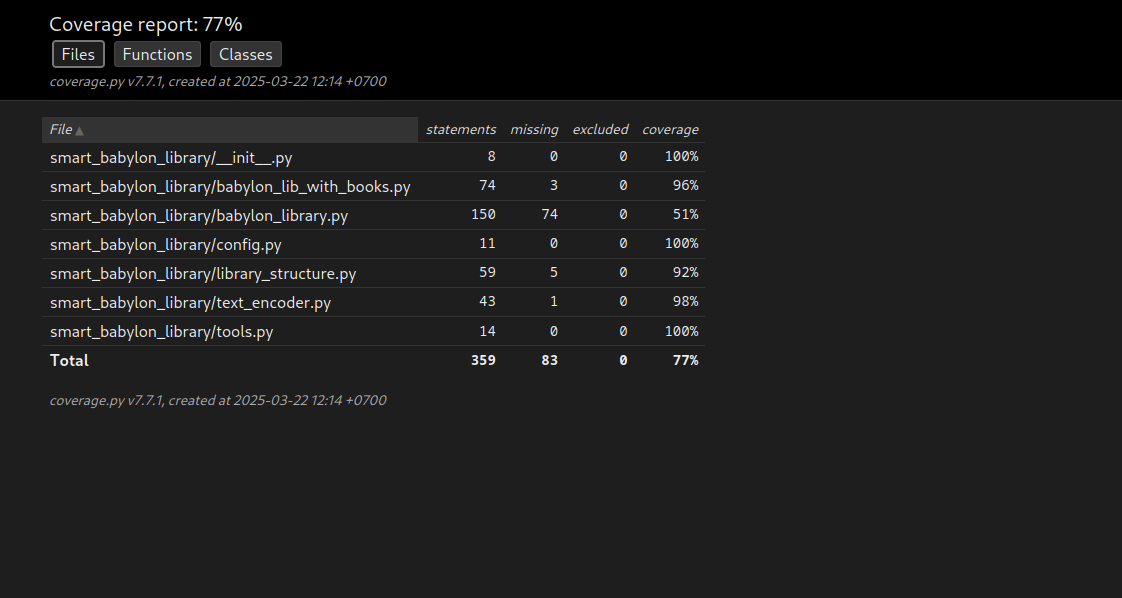 Coverage report: 77%
Files Functions Classes
coverage.py v7.7.1, created at 2025-03-22 12:14 +0700
File ▲ statements missing excluded coverage
smart_babylon_library/__init__.py 8 0 0 100%
smart_babylon_library/babylon_lib_with_books.py 74 3 0 96%
smart_babylon_library/babylon_library.py 150 74 0 51%
smart_babylon_library/config.py 11 0 0 100%
smart_babylon_library/library_structure.py 59 5 0 92%
smart_babylon_library/text_encoder.py 43 1 0 98%
smart_babylon_library/tools.py 14 0 0 100%
Total 359 83 0 77%
coverage.py v7.7.1, created at 2025-03-22 12:14 +0700